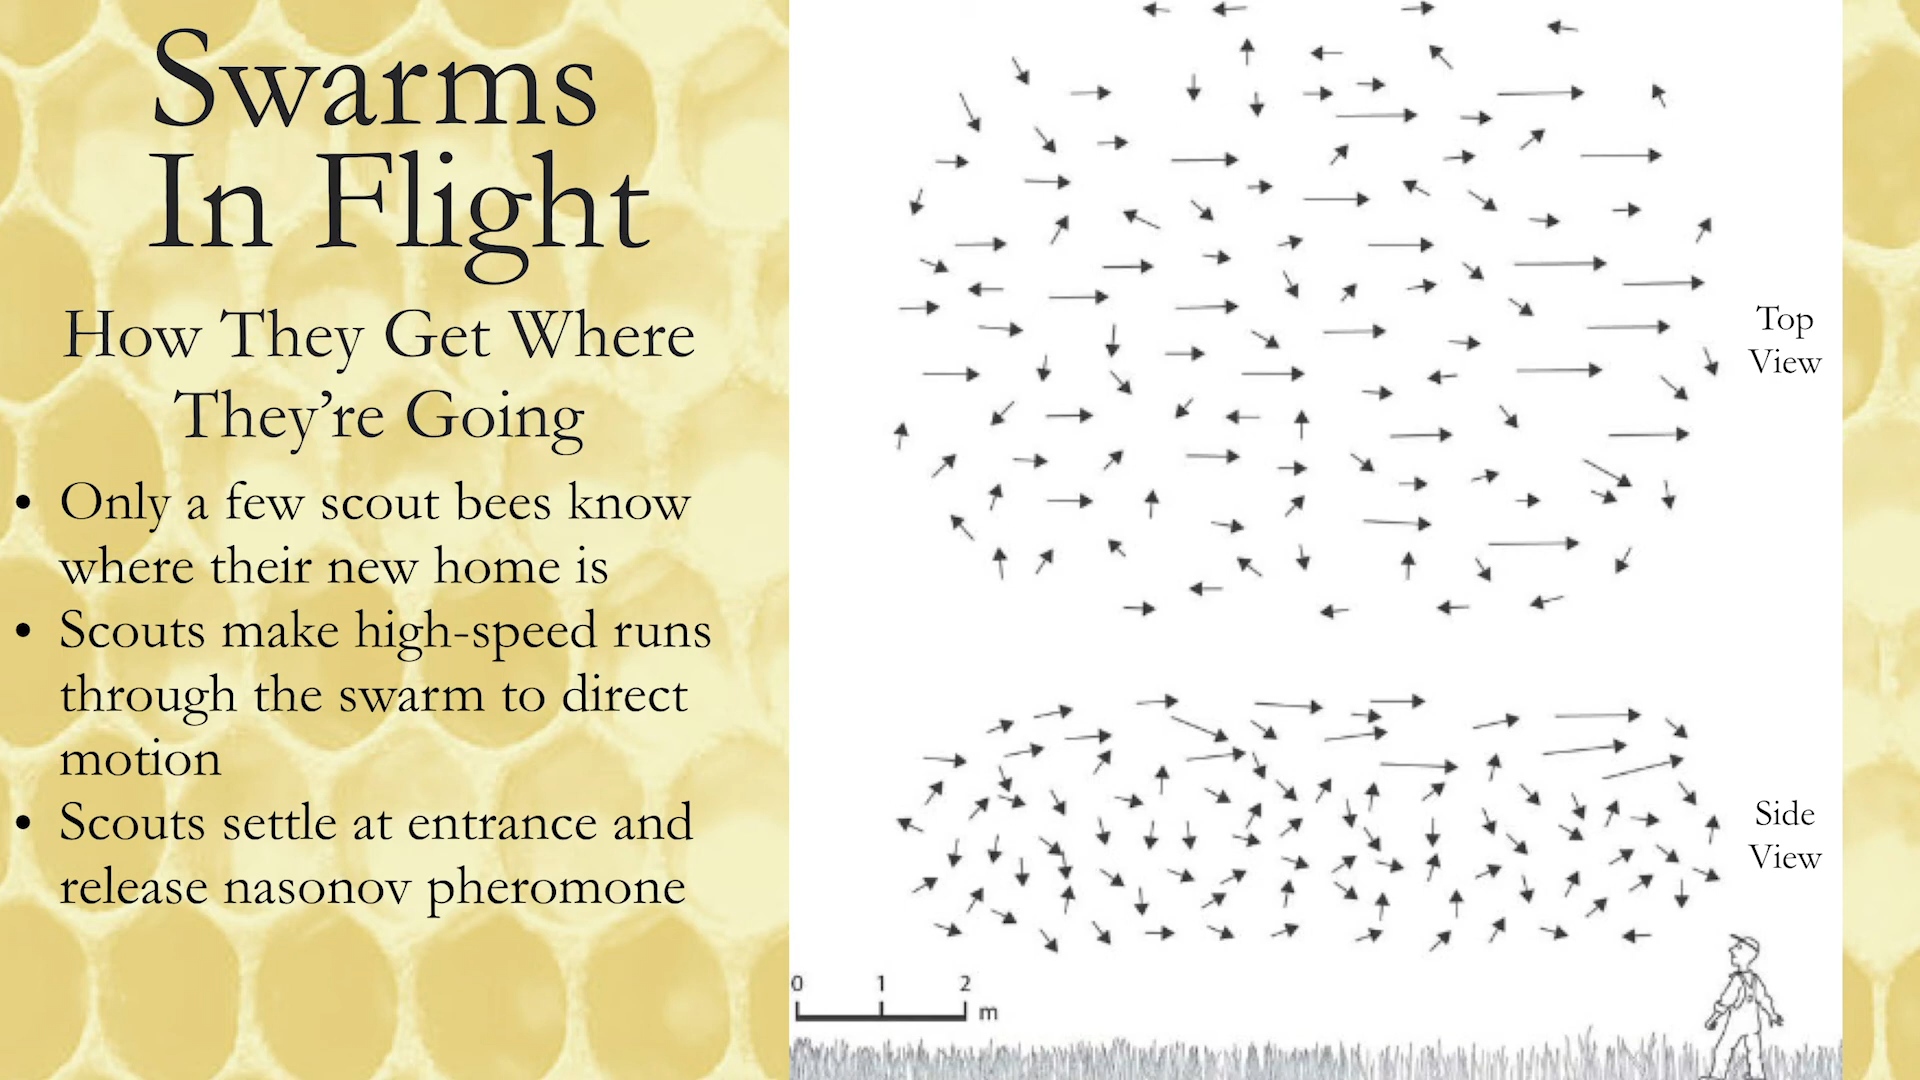 Swarms
In Flight
How They Get Where
They're Going
• Only a few scout bees know
where their new home is
• Scouts make high-speed runs
through the swarm to direct
motion
• Scouts settle at entrance and
release nasonov pheromone
Top
View
Side
View
0 1 2
m